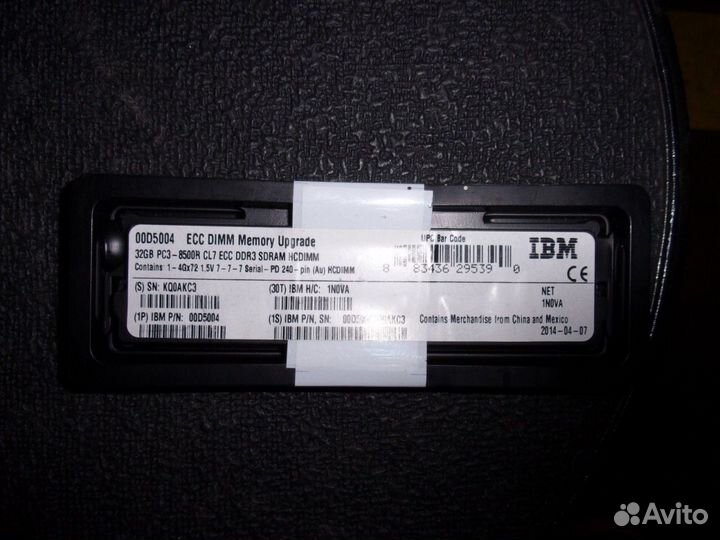 00D5004 ECC DIMM Memory Upgrade
32GB PC3-8500R CL7 ECC DDR3 SDRAM HCDIMM
Contains: 1-4Gx72 1.5V 7-7-7 Serial-PD 240-pin (Au) HCDIMM
UPC Bar Code
8 83436 29539 0
IBM
CE
(S) SN: KQ0AKC3
(30T) IBM H/C: 1N0VA
NET
1N0VA
(1P) IBM P/N: 00D5004
(1S) IBM P/N, SN:
Contains Merchandise from China and Mexico
2014-04-07
Avito